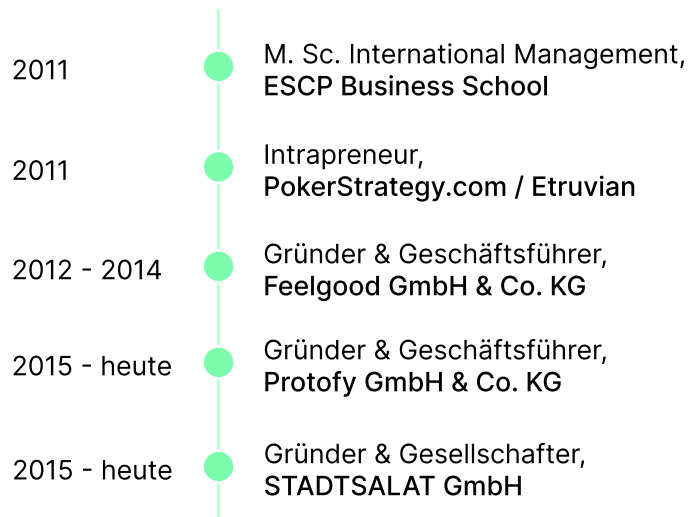 2011
M. Sc. International Management,
ESCP Business School
2011
Intrapreneur,
PokerStrategy.com / Etruvian
2012 - 2014
Gründer & Geschäftsführer,
Feelgood GmbH & Co. KG
2015 - heute
Gründer & Geschäftsführer,
Protofy GmbH & Co. KG
2015 - heute
Gründer & Gesellschafter,
STADTSALAT GmbH